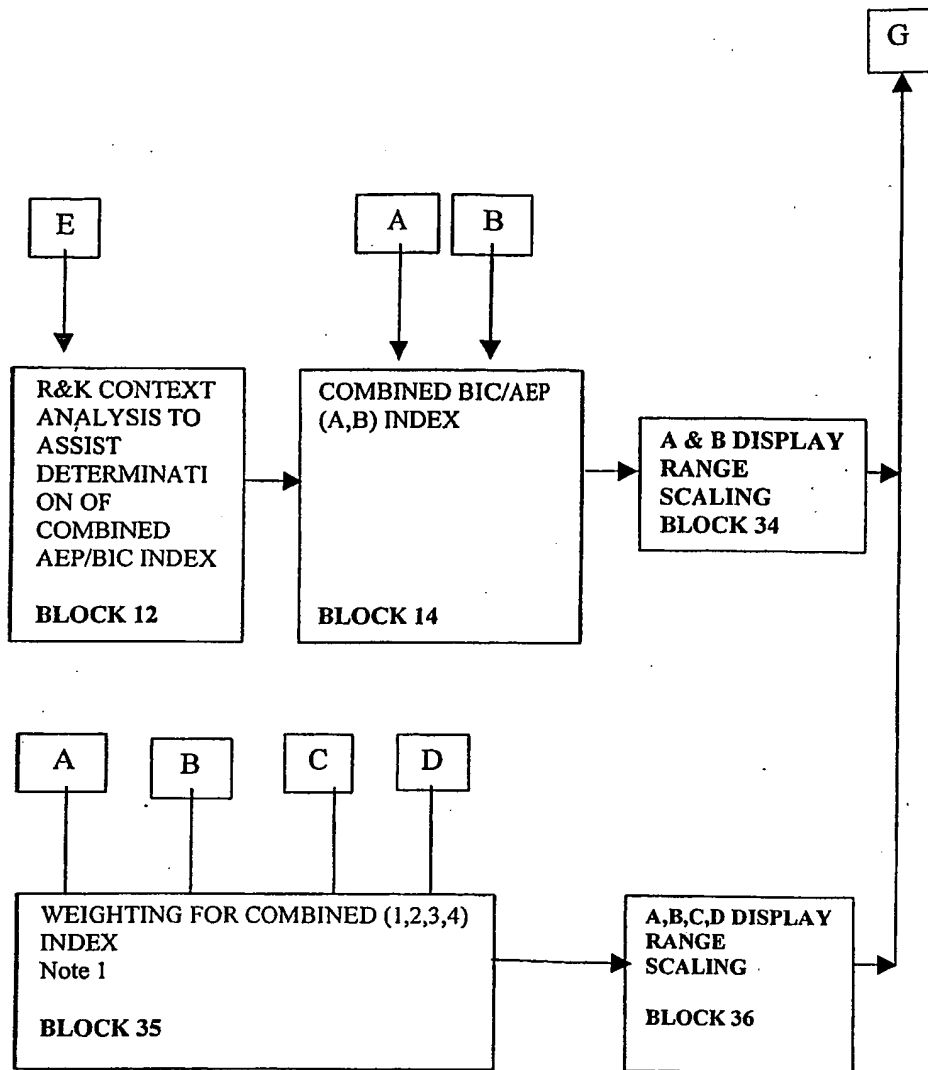 G
E
A
B
R&K CONTEXT
ANALYSIS TO
ASSIST
DETERMINATI
ON OF
COMBINED
AEP/BIC INDEX
BLOCK 12
COMBINED BIC/AEP
(A,B) INDEX
BLOCK 14
A & B DISPLAY
RANGE
SCALING
BLOCK 34
A
B
C
D
WEIGHTING FOR COMBINED (1,2,3,4)
INDEX
Note 1
BLOCK 35
A,B,C,D DISPLAY
RANGE
SCALING
BLOCK 36